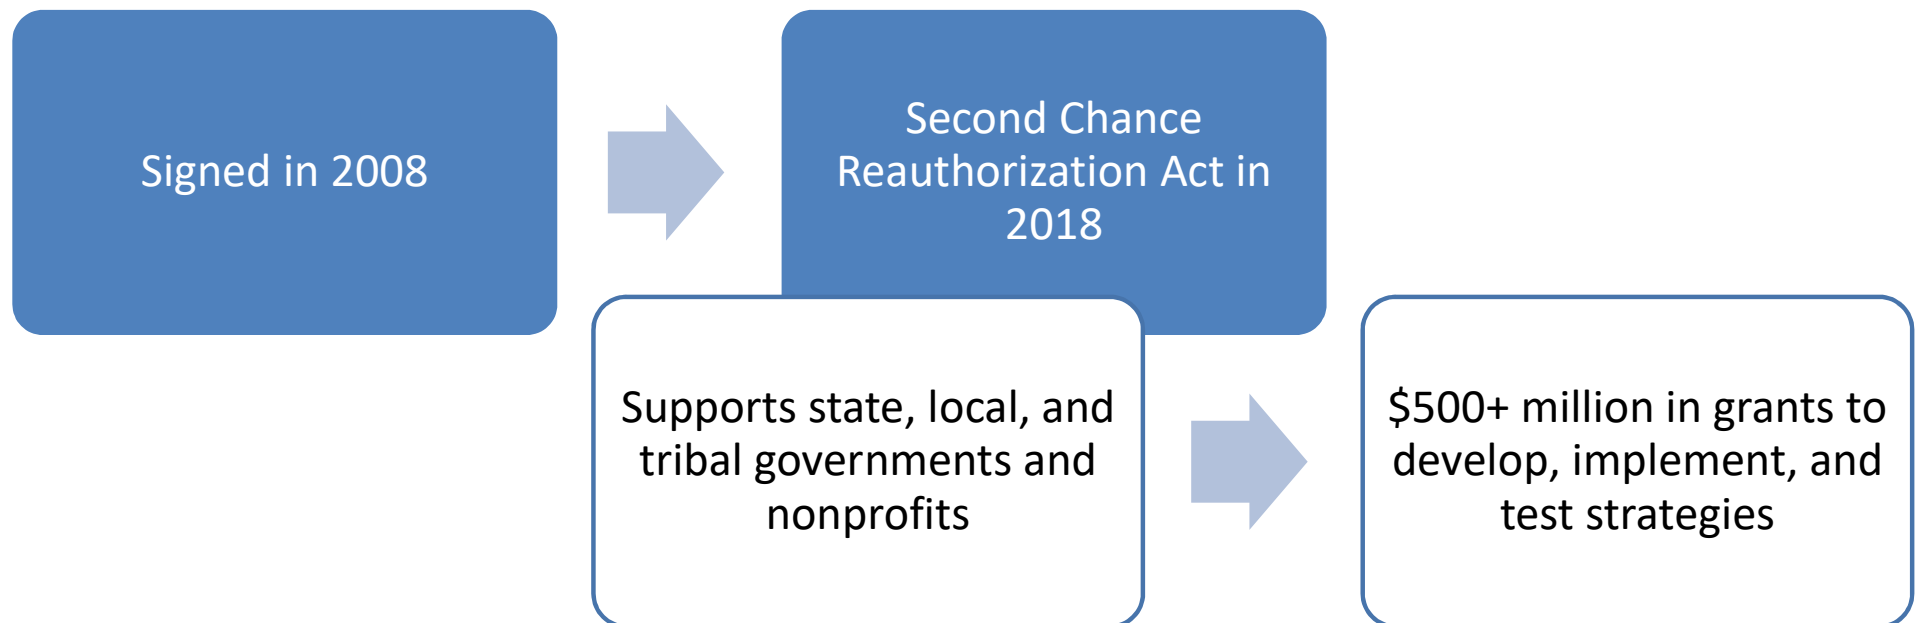 Signed in 2008
Second Chance
Reauthorization Act in
2018
Supports state, local, and
tribal governments and
nonprofits
$500+ million in grants to
develop, implement, and
test strategies